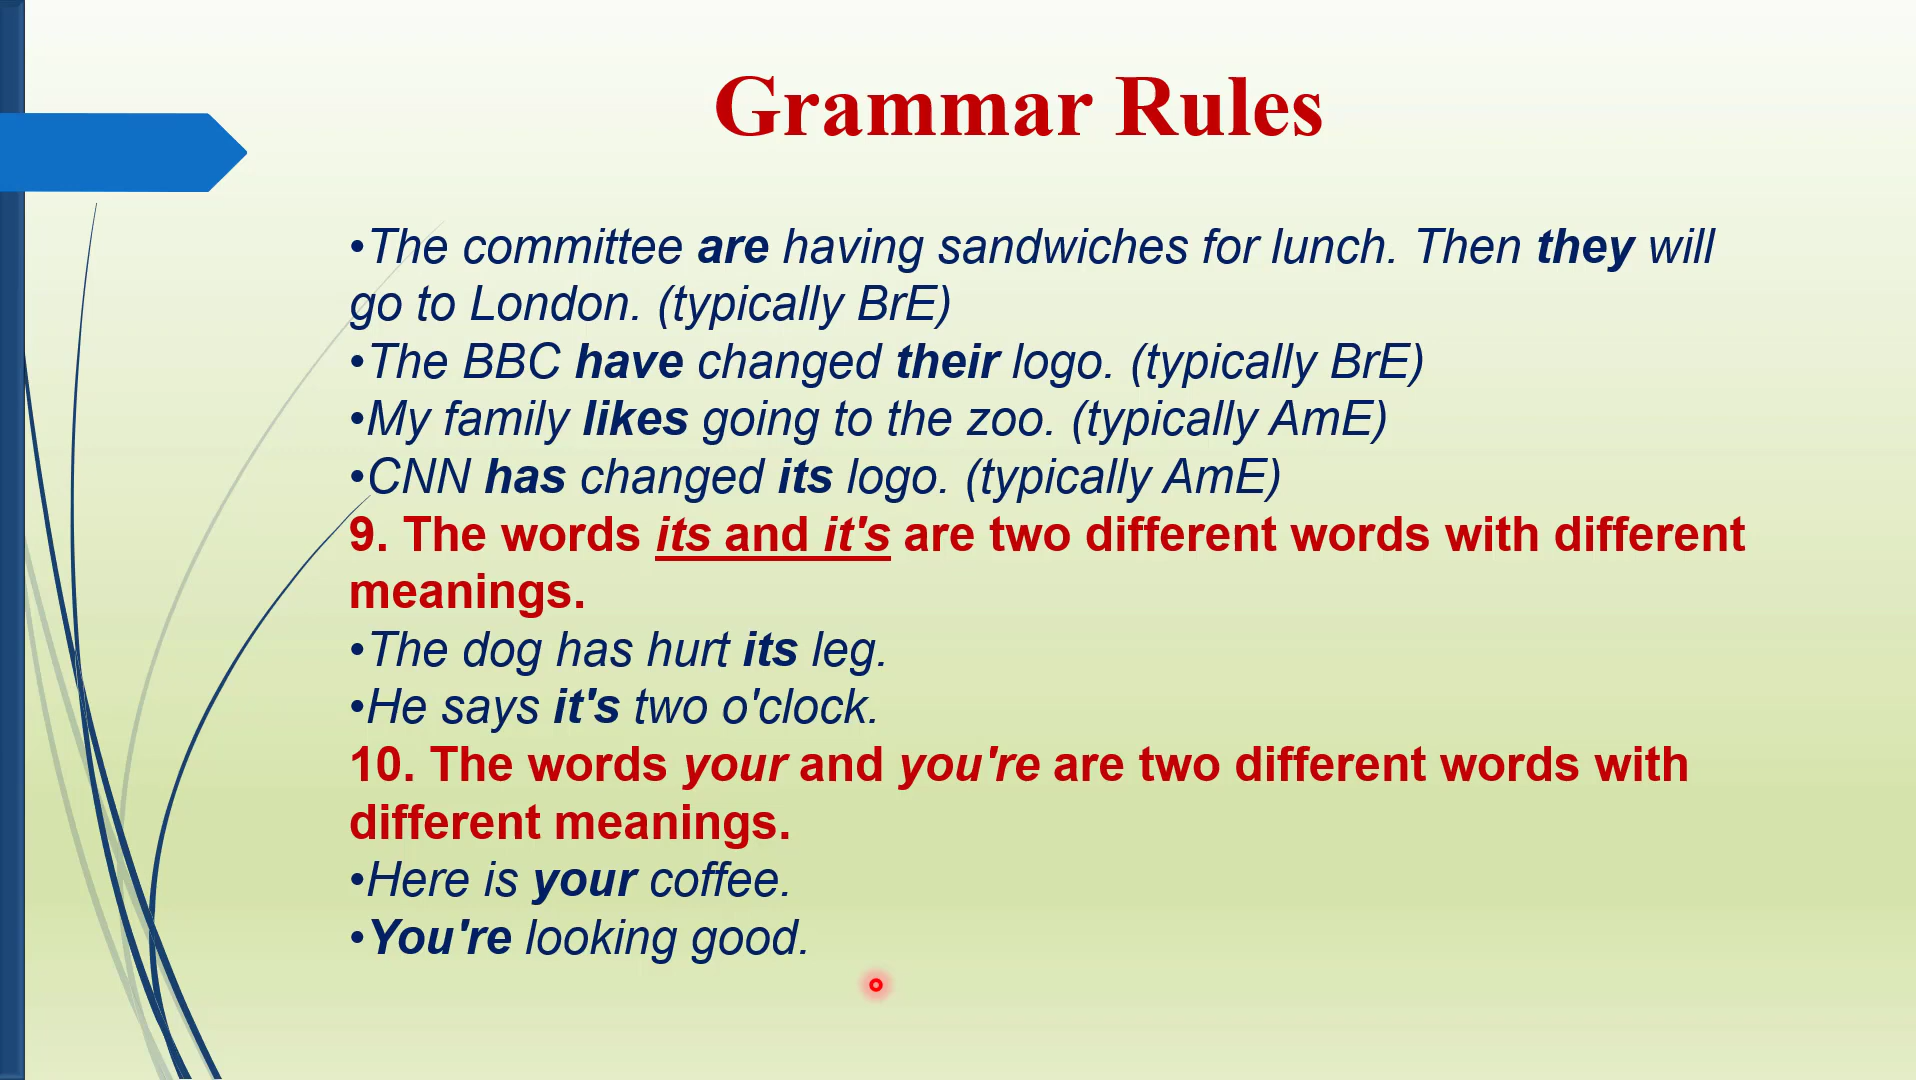 Grammar Rules
•The committee are having sandwiches for lunch. Then they will
go to London. (typically BrE)
•The BBC have changed their logo. (typically BrE)
•My family likes going to the zoo. (typically AmE)
•CNN has changed its logo. (typically AmE)
9. The words its and it's are two different words with different
meanings.
•The dog has hurt its leg.
•He says it's two o'clock.
10. The words your and you're are two different words with
different meanings.
•Here is your coffee.
•You're looking good.